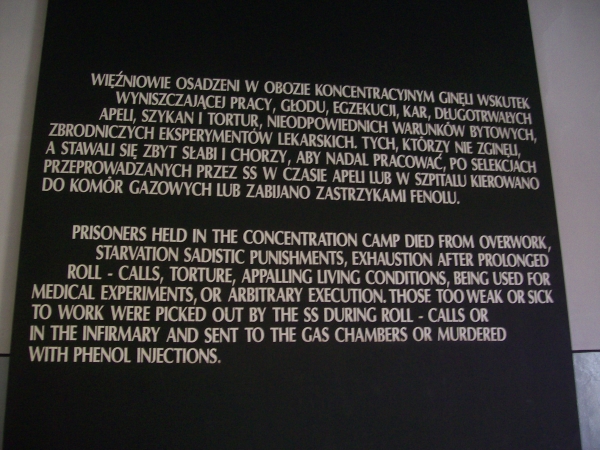 WIĘŹNIOWIE OSADZENI W OBOZIE KONCENTRACYJNYM GINĘLI WSKUTEK
WYNISZCZAJĄCEJ PRACY, GŁODU, EGZEKUCJI, KAR, DŁUGOTRWAŁYCH
APELI, SZYKAN I TORTUR, NIEODPOWIEDNICH WARUNKÓW BYTOWYCH,
ZBRODNICZYCH EKSPERYMENTÓW LEKARSKICH. TYCH, KTÓRZY NIE ZGINĘLI,
A STAWALI SIĘ ZBYT SŁABI I CHORZY, ABY NADAL PRACOWAĆ, PO SELEKCJACH
PRZEPROWADZANYCH PRZEZ SS W CZASIE APELI LUB W SZPITALU KIEROWANO
DO KOMÓR GAZOWYCH LUB ZABIJANO ZASTRZYKAMI FENOLU.
PRISONERS HELD IN THE CONCENTRATION CAMP DIED FROM OVERWORK,
STARVATION SADISTIC PUNISHMENTS, EXHAUSTION AFTER PROLONGED
ROLL - CALLS, TORTURE, APPALLING LIVING CONDITIONS, BEING USED FOR
MEDICAL EXPERIMENTS, OR ARBITRARY EXECUTION. THOSE TOO WEAK OR SICK
TO WORK WERE PICKED OUT BY THE SS DURING ROLL - CALLS OR
IN THE INFIRMARY AND SENT TO THE GAS CHAMBERS OR MURDERED
WITH PHENOL INJECTIONS.